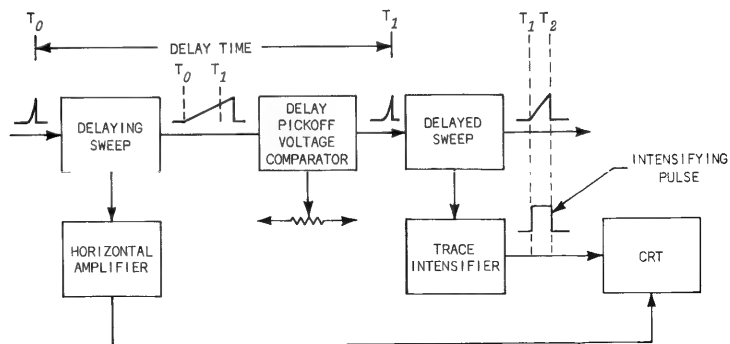 T0
T1
T1 T2
DELAY TIME
T0 T1
DELAYING
SWEEP
DELAY
PICKOFF
VOLTAGE
COMPARATOR
DELAYED
SWEEP
INTENSIFYING
PULSE
HORIZONTAL
AMPLIFIER
TRACE
INTENSIFIER
CRT